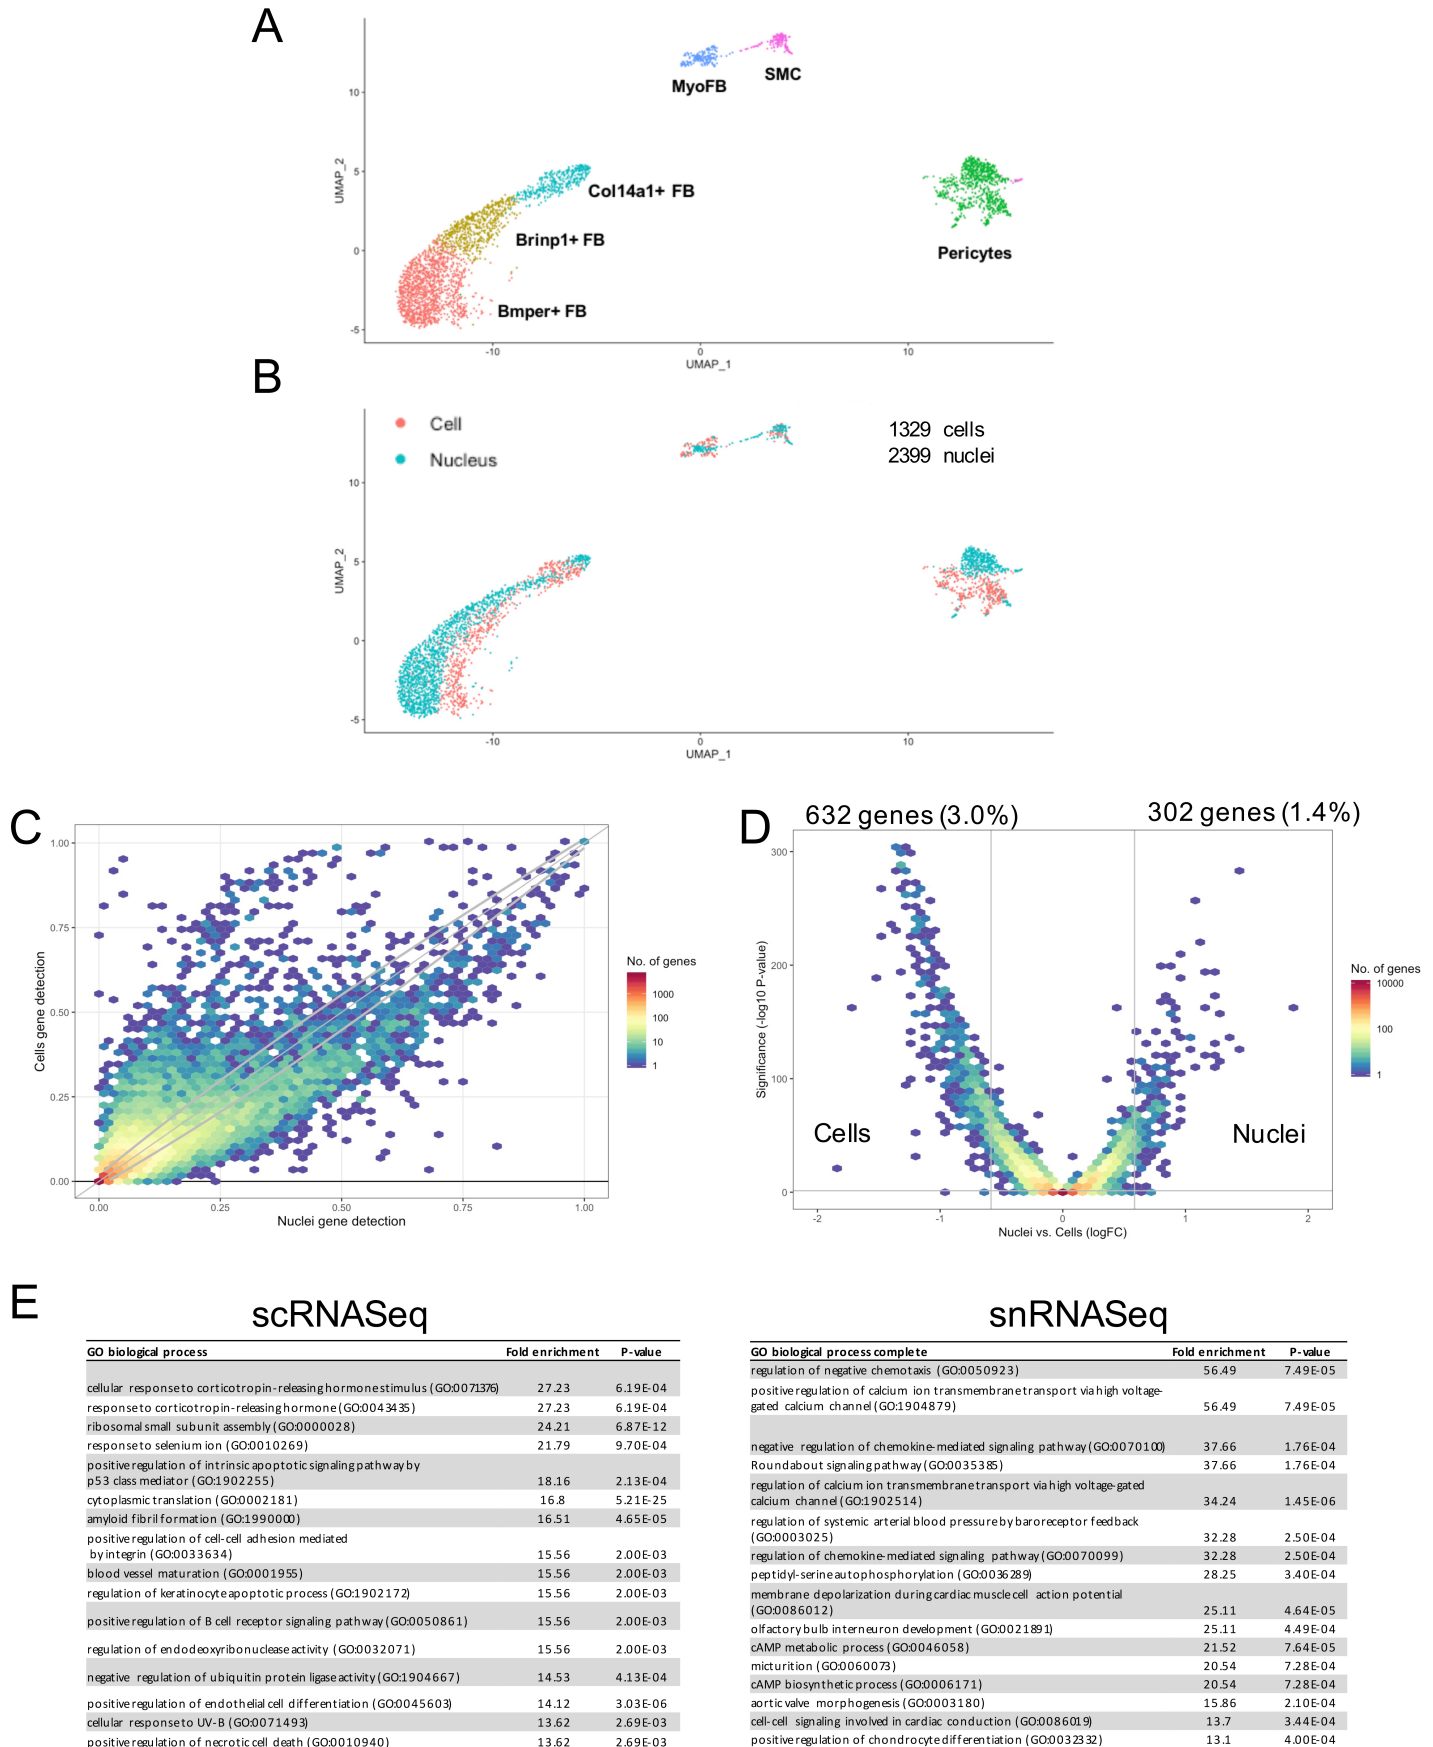 A
MyoFB
SMC
10
5
0
-5
UMAP_2
Col14a1+ FB
Brinp1+ FB
Bmper+ FB
Pericytes
-10
0
10
UMAP_1
B
Cell
Nucleus
1329 cells
2399 nuclei
10
5
0
-5
UMAP_2
-10
0
10
UMAP_1
C
1.00
0.75
0.50
0.25
0.00
Cells gene detection
0.00
0.25
0.50
0.75
1.00
Nuclei gene detection
No. of genes
1000
100
10
1
D
632 genes (3.0%)
302 genes (1.4%)
300
200
100
0
Significance (-log10 P-value)
Cells
Nuclei
-2
-1
0
1
2
Nuclei vs. Cells (logFC)
No. of genes
10000
100
1
E
scRNASeq
GO biological process Fold enrichment P-value
cellular response to corticotropin-releasing hormone stimulus (GO:0071376) 27.23 6.19E-04
response to corticotropin-releasing hormone (GO:0043435) 27.23 6.19E-04
ribosomal small subunit assembly (GO:0000028) 24.21 6.87E-12
response to selenium ion (GO:0010269) 21.79 9.70E-04
positive regulation of intrinsic apoptotic signaling pathway by
p53 class mediator (GO:1902255) 18.16 2.13E-04
cytoplasmic translation (GO:0002181) 16.8 5.21E-25
amyloid fibril formation (GO:1990000) 16.51 4.65E-05
positive regulation of cell-cell adhesion mediated
by integrin (GO:0033634) 15.56 2.00E-03
blood vessel maturation (GO:0001955) 15.56 2.00E-03
regulation of keratinocyte apoptotic process (GO:1902172) 15.56 2.00E-03
positive regulation of B cell receptor signaling pathway (GO:0050861) 15.56 2.00E-03
regulation of endodeoxyribonuclease activity (GO:0032071) 15.56 2.00E-03
negative regulation of ubiquitin protein ligase activity (GO:1904667) 14.53 4.13E-04
positive regulation of endothelial cell differentiation (GO:0045603) 14.12 3.03E-06
cellular response to UV-B (GO:0071493) 13.62 2.69E-03
positive regulation of necrotic cell death (GO:0010940) 13.62 2.69E-03
snRNASeq
GO biological process complete Fold enrichment P-value
regulation of negative chemotaxis (GO:0050923) 56.49 7.49E-05
positive regulation of calcium ion transmembrane transport via high voltage-
gated calcium channel (GO:1904879) 56.49 7.49E-05
negative regulation of chemokine-mediated signaling pathway (GO:0070100) 37.66 1.76E-04
Roundabout signaling pathway (GO:0035385) 37.66 1.76E-04
regulation of calcium ion transmembrane transport via high voltage-gated
calcium channel (GO:1902514) 34.24 1.45E-06
regulation of systemic arterial blood pressure by baroreceptor feedback
(GO:0003025) 32.28 2.50E-04
regulation of chemokine-mediated signaling pathway (GO:0070099) 32.28 2.50E-04
peptidyl-serine autophosphorylation (GO:0036289) 28.25 3.40E-04
membrane depolarization during cardiac muscle cell action potential
(GO:0086012) 25.11 4.64E-05
olfactory bulb interneuron development (GO:0021891) 25.11 4.49E-04
cAMP metabolic process (GO:0046058) 21.52 7.64E-05
micturition (GO:0060073) 20.54 7.28E-04
cAMP biosynthetic process (GO:0006171) 20.54 7.28E-04
aortic valve morphogenesis (GO:0003180) 15.86 2.10E-04
cell-cell signaling involved in cardiac conduction (GO:0086019) 13.7 3.44E-04
positive regulation of chondrocyte differentiation (GO:0032332) 13.1 4.00E-04